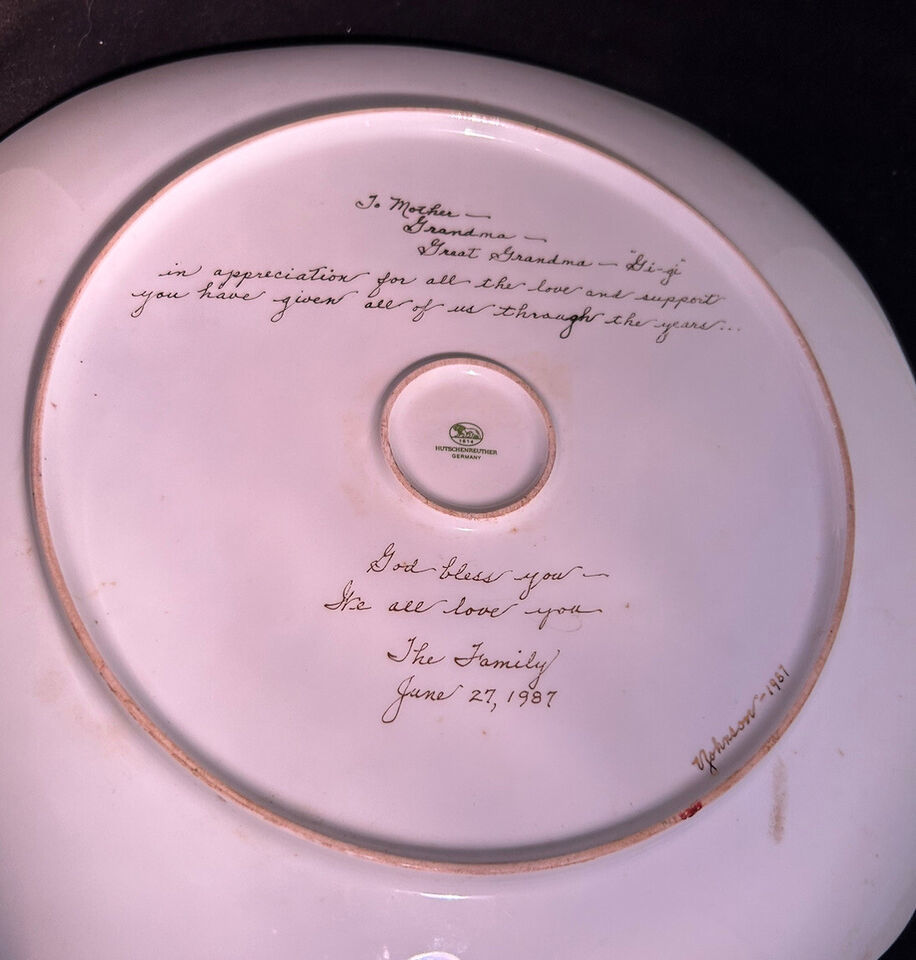 To Mother —
Grandma —
Great Grandma — "Gi-gi"
in appreciation for all the love and support
you have given all of us through the years...
1814
HUTSCHENREUTHER
GERMANY
God bless you —
We all love you
The Family
June 27, 1987
Johnson - 1987